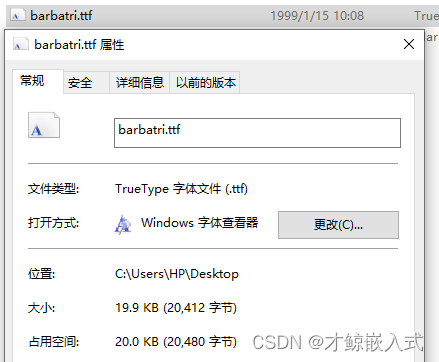 barbatri.ttf 1999/1/15 10:08 True
barbatri.ttf 属性
ar
常规 安全 详细信息 以前的版本
barbatri.ttf
文件类型: TrueType 字体文件 (.ttf)
打开方式: Windows 字体查看器 更改(C)...
位置: C:\Users\HP\Desktop
大小: 19.9 KB (20,412 字节)
占用空间: 20.0 KB (20,480 字节)
CSDN @才鲸嵌入式